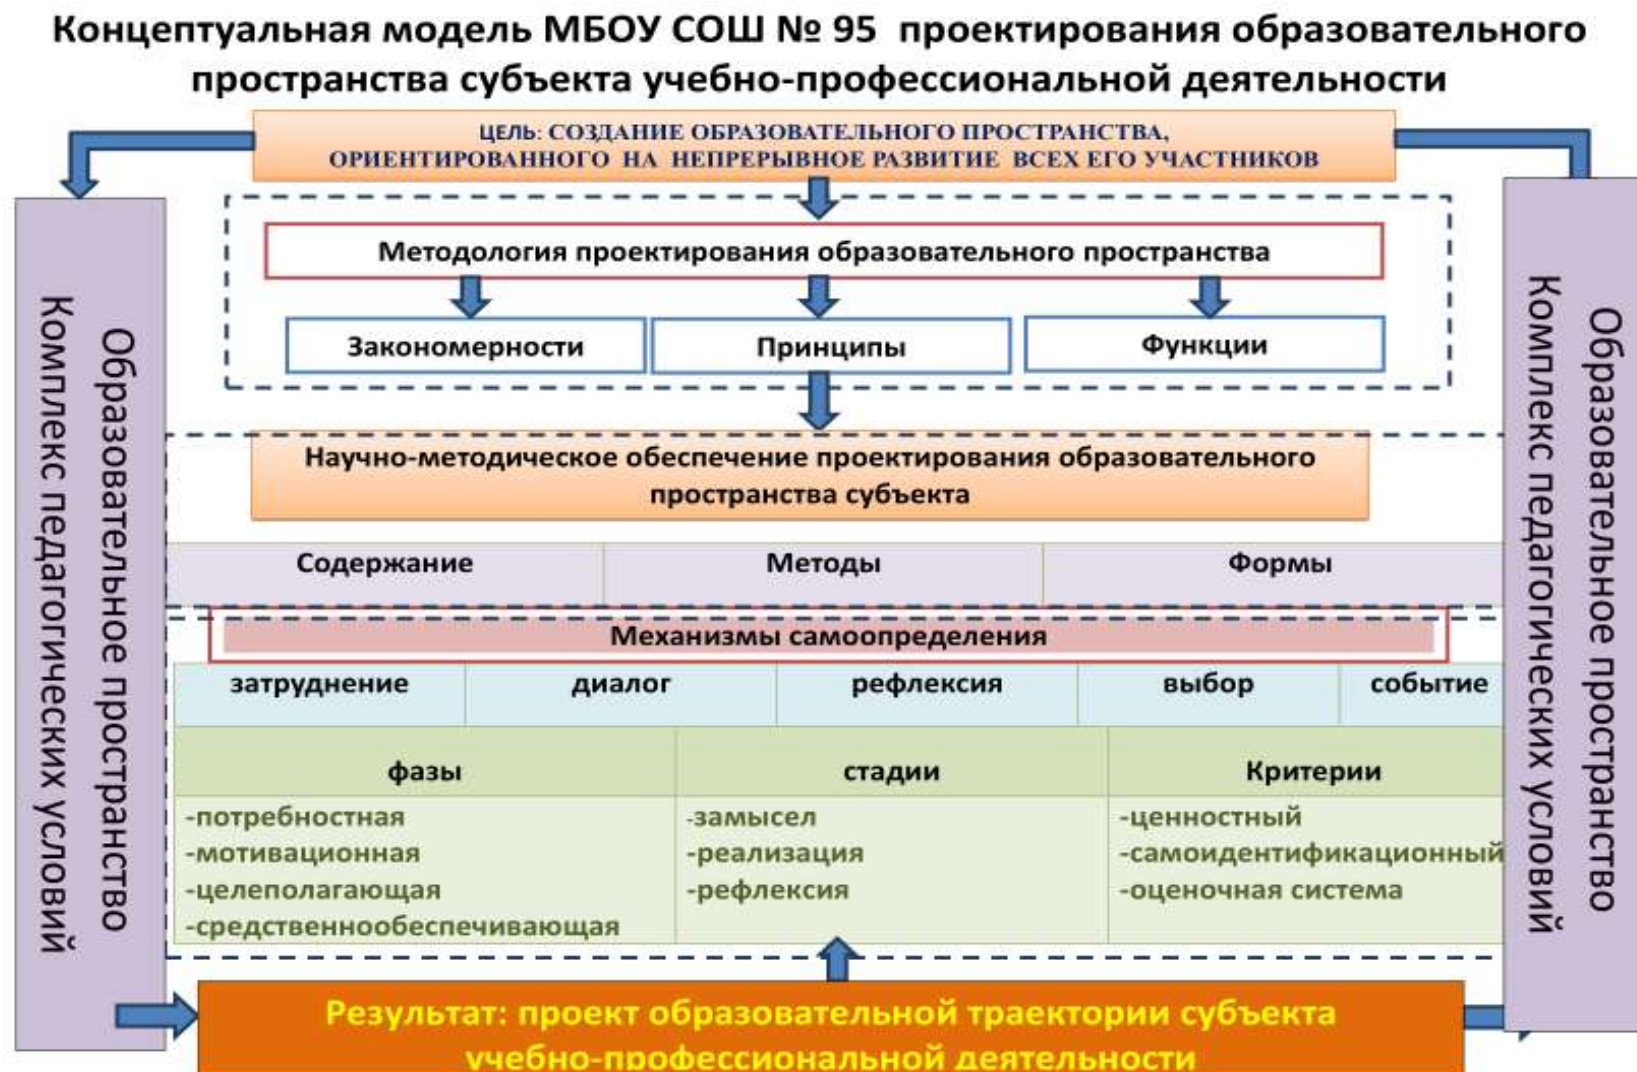 Концептуальная модель МБОУ СОШ № 95 проектирования образовательного
пространства субъекта учебно-профессиональной деятельности
ЦЕЛЬ: СОЗДАНИЕ ОБРАЗОВАТЕЛЬНОГО ПРОСТРАНСТВА,
ОРИЕНТИРОВАННОГО НА НЕПРЕРЫВНОЕ РАЗВИТИЕ ВСЕХ ЕГО УЧАСТНИКОВ
Образовательное пространство
Комплекс педагогических условий
Методология проектирования образовательного пространства
Закономерности
Принципы
Функции
Научно-методическое обеспечение проектирования образовательного
пространства субъекта
Содержание
Методы
Формы
Механизмы самоопределения
затруднение
диалог
рефлексия
выбор
событие
фазы
стадии
Критерии
-потребностная
-мотивационная
-целеполагающая
-средственнообеспечивающая
-замысел
-реализация
-рефлексия
-ценностный
-самоидентификационный
-оценочная система
Образовательное пространство
Комплекс педагогических условий
Результат: проект образовательной траектории субъекта
учебно-профессиональной деятельности